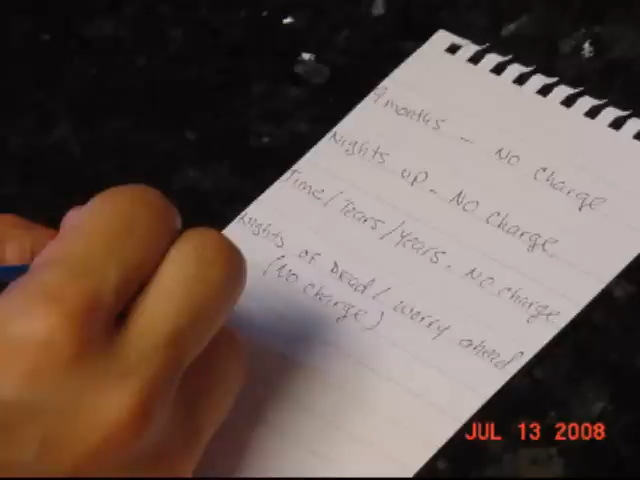 9 months - No Charge
Nights up - No Charge.
Time/Tears/Years - No Charge.
Nights of Dread/Worry ahead
(No Charge)
JUL 13 2008